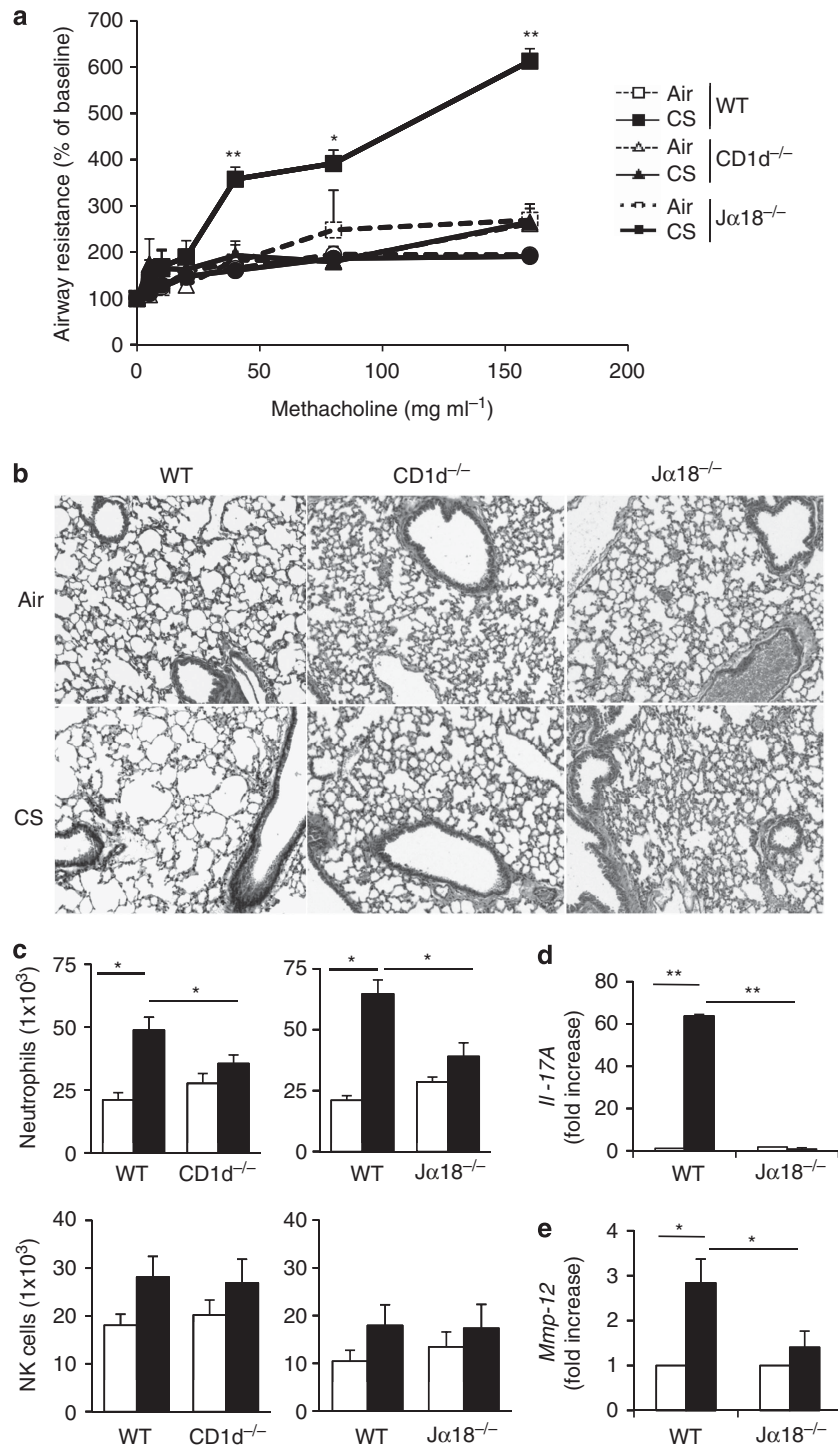 a
700
600
500
400
300
200
100
0
Airway resistance (% of baseline)
**
*
**
0 50 100 150 200
Methacholine (mg ml⁻¹)
Air
CS
WT
Air
CS
CD1d⁻/⁻
Air
CS
Jα18⁻/⁻
b
WT CD1d⁻/⁻ Jα18⁻/⁻
Air
CS
c
Neutrophils (1x10³)
75
50
25
0
*
*
WT CD1d⁻/⁻
75
50
25
0
*
*
WT Jα18⁻/⁻
NK cells (1x10³)
40
30
20
10
0
WT CD1d⁻/⁻
40
30
20
10
0
WT Jα18⁻/⁻
d
Il-17A
(fold increase)
80
60
40
20
0
**
**
WT Jα18⁻/⁻
e
Mmp-12
(fold increase)
4
3
2
1
0
*
*
WT Jα18⁻/⁻